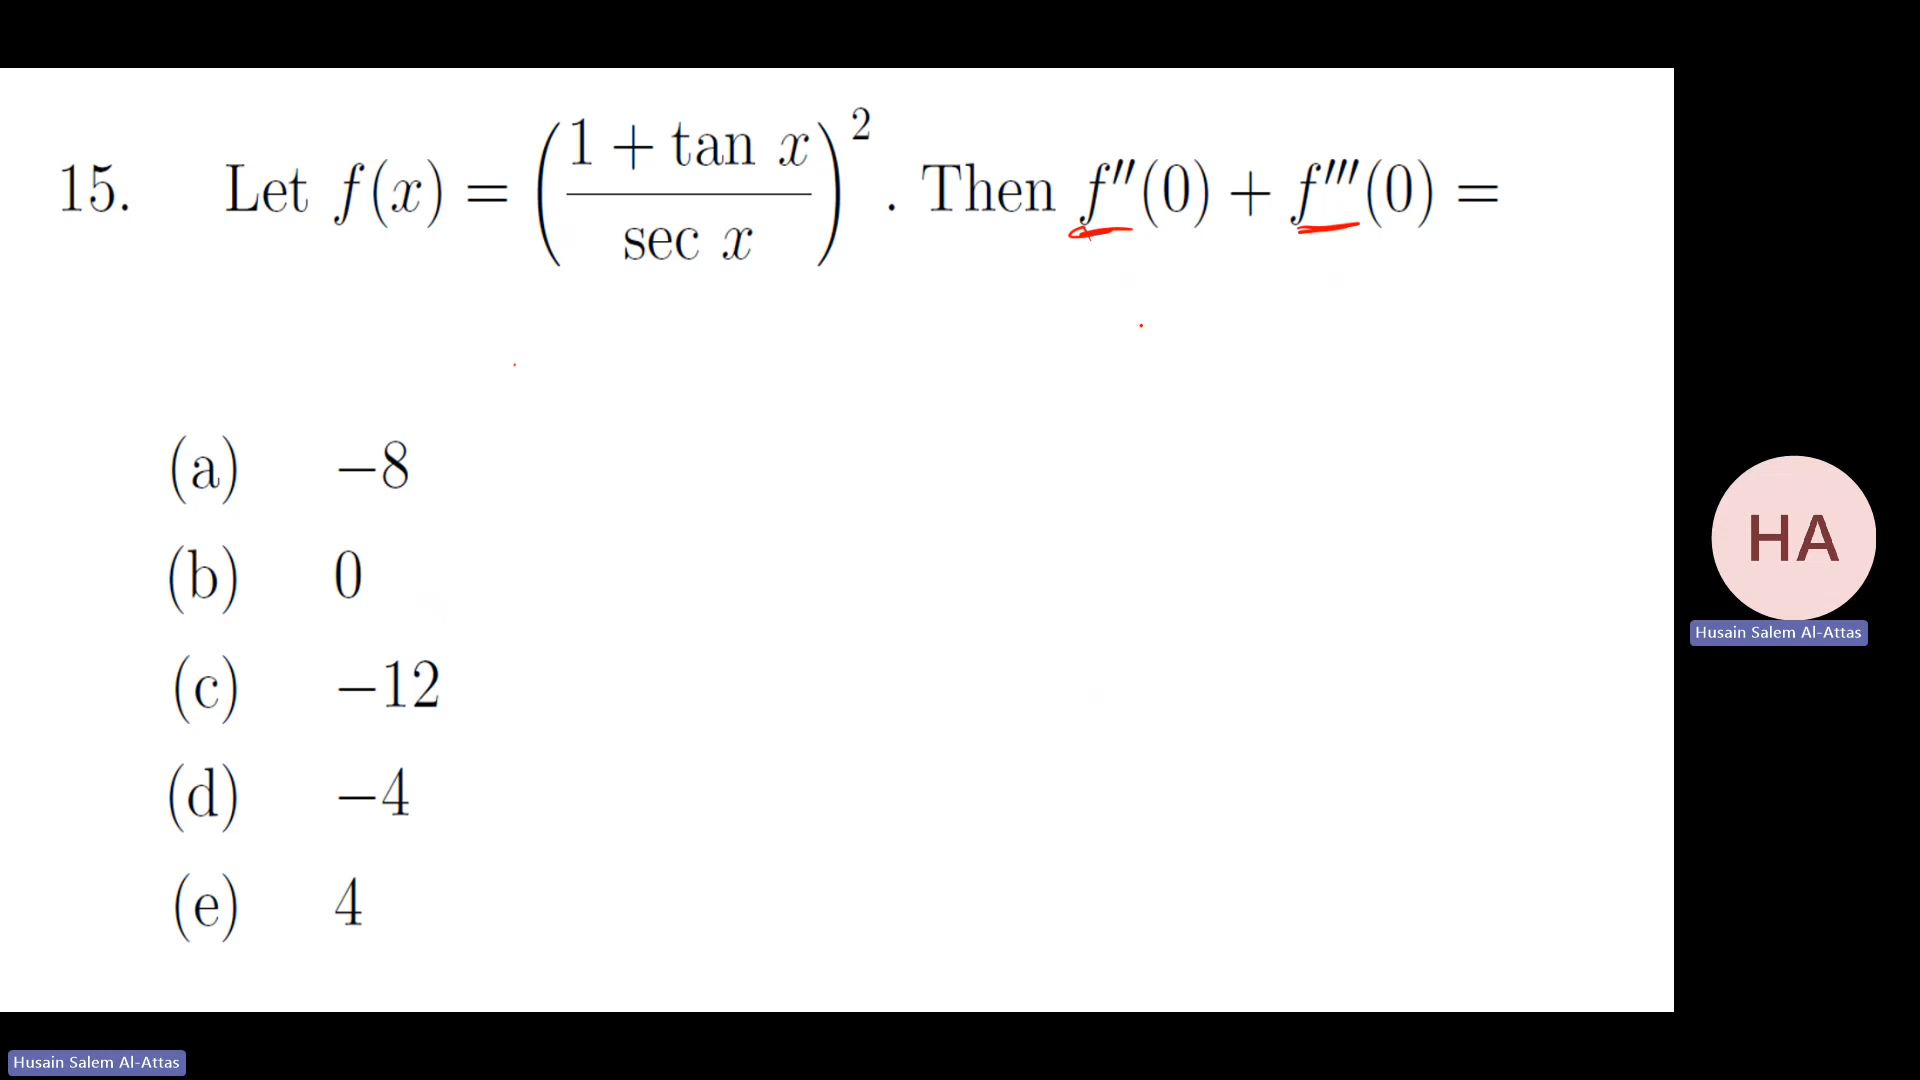 15. Let f(x) = ((1 + tan x)/(sec x))². Then f″(0) + f‴(0) =
(a) −8
(b) 0
(c) −12
(d) −4
(e) 4
HA
Husain Salem Al-Attas
Husain Salem Al-Attas